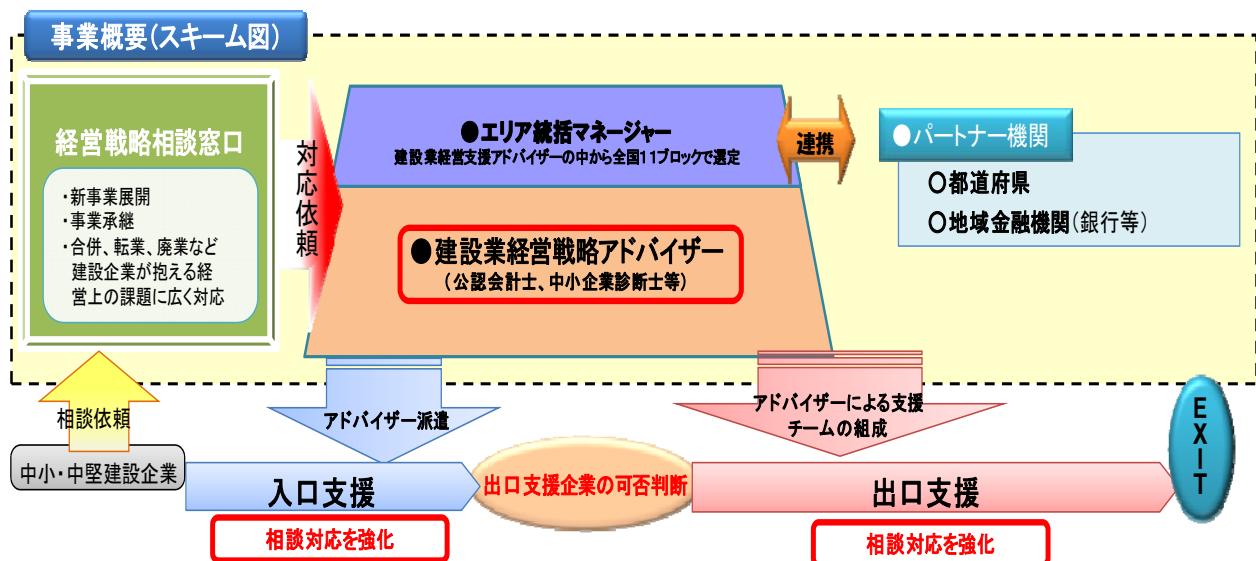 事業概要(スキーム図)
経営戦略相談窓口
・新事業展開
・事業承継
・合併、転業、廃業など
建設企業が抱える経
営上の課題に広く対応
対応依頼
●エリア統括マネージャー
建設業経営支援アドバイザーの中から全国11ブロックで選定
●建設業経営戦略アドバイザー
(公認会計士、中小企業診断士等)
連携
●パートナー機関
○都道府県
○地域金融機関(銀行等)
相談依頼
中小・中堅建設企業
アドバイザー派遣
アドバイザーによる支援
チームの組成
入口支援
出口支援企業の可否判断
出口支援
EXIT
相談対応を強化
相談対応を強化